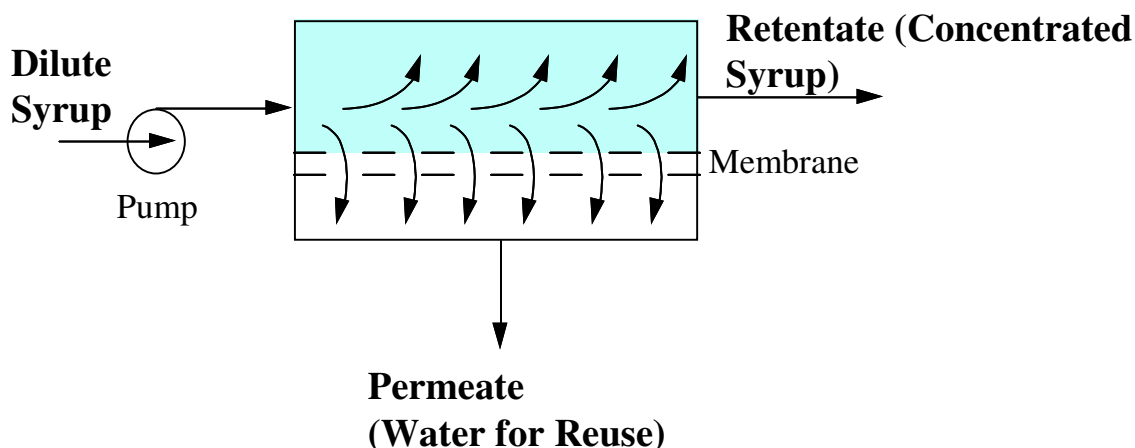 Dilute
Syrup
Pump
Retentate (Concentrated
Syrup)
Membrane
Permeate
(Water for Reuse)